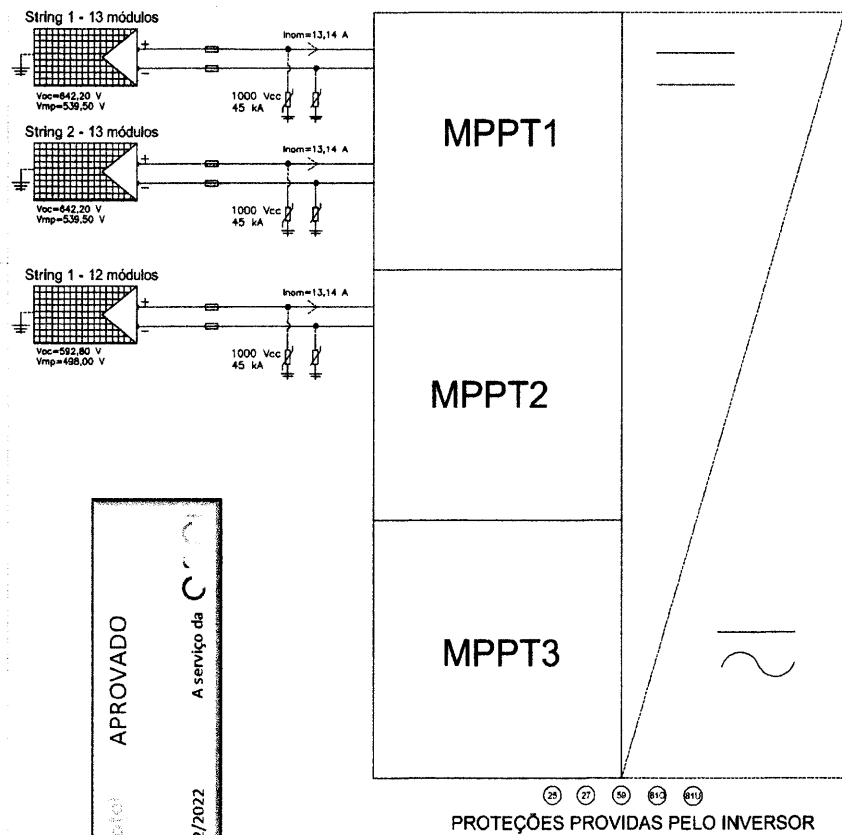 String 1 - 13 módulos
+
−
Voc=642,20 V
Vmp=539,50 V
Inom=13,14 A
1000 Vcc
45 kA
String 2 - 13 módulos
+
−
Voc=642,20 V
Vmp=539,50 V
Inom=13,14 A
1000 Vcc
45 kA
String 1 - 12 módulos
+
−
Voc=592,80 V
Vmp=498,00 V
Inom=13,14 A
1000 Vcc
45 kA
MPPT1
MPPT2
MPPT3
APROVADO
A serviço da
2/2022
25 27 59 81O 81U
PROTEÇÕES PROVIDAS PELO INVERSOR